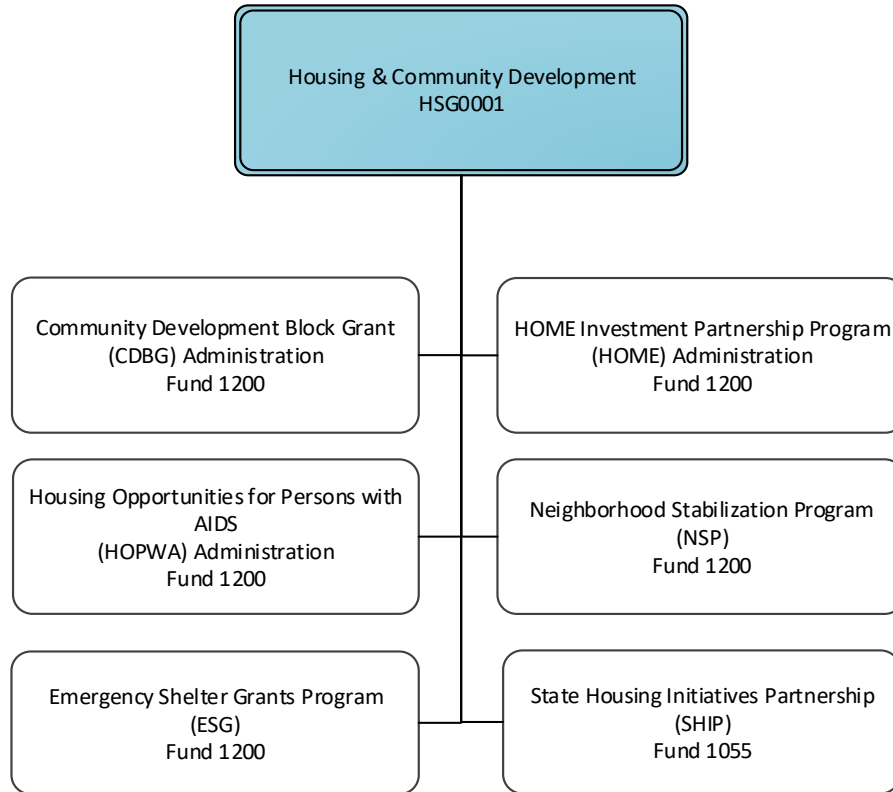 Housing & Community Development
HSG0001
Community Development Block Grant
(CDBG) Administration
Fund 1200
HOME Investment Partnership Program
(HOME) Administration
Fund 1200
Housing Opportunities for Persons with
AIDS
(HOPWA) Administration
Fund 1200
Neighborhood Stabilization Program
(NSP)
Fund 1200
Emergency Shelter Grants Program
(ESG)
Fund 1200
State Housing Initiatives Partnership
(SHIP)
Fund 1055